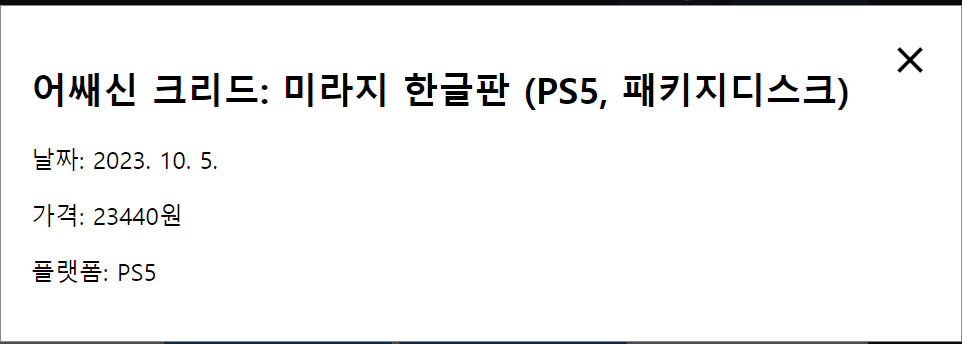 어쌔신 크리드: 미라지 한글판 (PS5, 패키지디스크)
날짜: 2023. 10. 5.
가격: 23440원
플랫폼: PS5